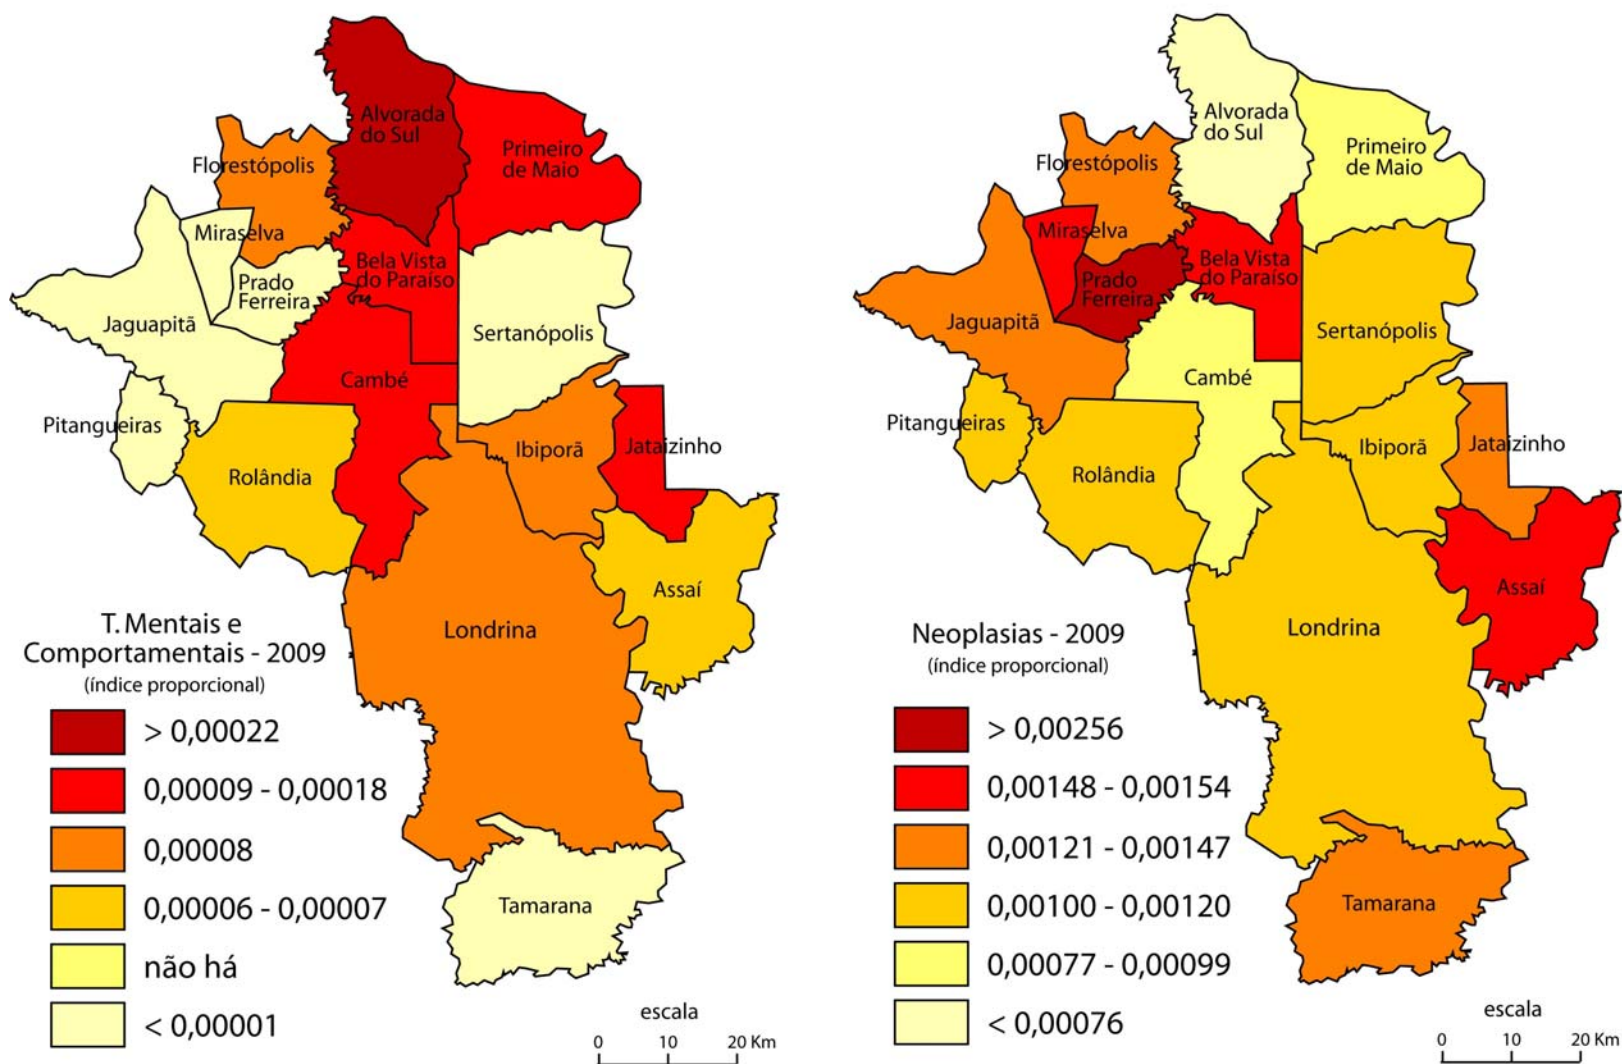 Alvorada
do Sul
Primeiro
de Maio
Florestópolis
Miraselva
Prado
Ferreira
Bela Vista
do Paraíso
Jaguapitã
Sertanópolis
Cambé
Pitangueiras
Rolândia
Ibiporã
Jataizinho
Assaí
Londrina
Tamarana
T. Mentais e
Comportamentais - 2009
(índice proporcional)
> 0,00022
0,00009 - 0,00018
0,00008
0,00006 - 0,00007
não há
< 0,00001
escala
0 10 20 Km
Alvorada
do Sul
Primeiro
de Maio
Florestópolis
Miraselva
Prado
Ferreira
Bela Vista
do Paraíso
Jaguapitã
Sertanópolis
Cambé
Pitangueiras
Rolândia
Ibiporã
Jataizinho
Assaí
Londrina
Tamarana
Neoplasias - 2009
(índice proporcional)
> 0,00256
0,00148 - 0,00154
0,00121 - 0,00147
0,00100 - 0,00120
0,00077 - 0,00099
< 0,00076
escala
0 10 20 Km